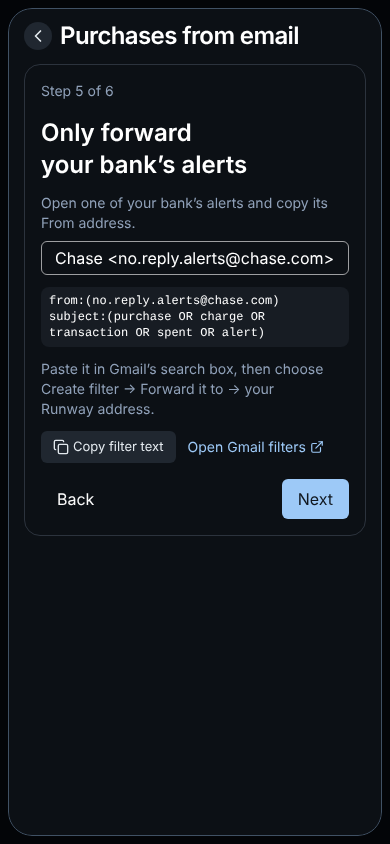 Purchases from email
Step 5 of 6
Only forward
your bank’s alerts
Open one of your bank’s alerts and copy its
From address.
Chase <no.reply.alerts@chase.com>
from:(no.reply.alerts@chase.com)
subject:(purchase OR charge OR
transaction OR spent OR alert)
Paste it in Gmail’s search box, then choose
Create filter → Forward it to → your
Runway address.
Copy filter text
Open Gmail filters
Back
Next